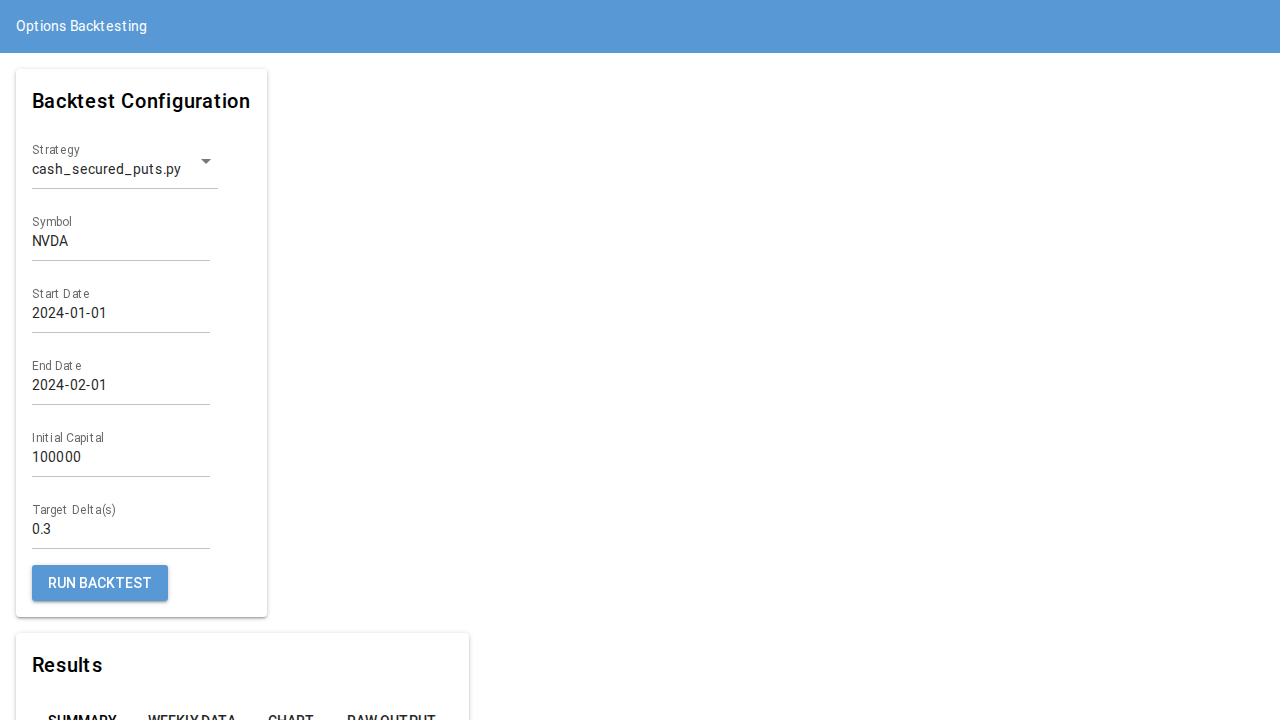 Options Backtesting
Backtest Configuration
Strategy
cash_secured_puts.py
Symbol
NVDA
Start Date
2024-01-01
End Date
2024-02-01
Initial Capital
100000
Target Delta(s)
0.3
RUN BACKTEST
Results
SUMMARY WEEKLY DATA CHART RAW OUTPUT